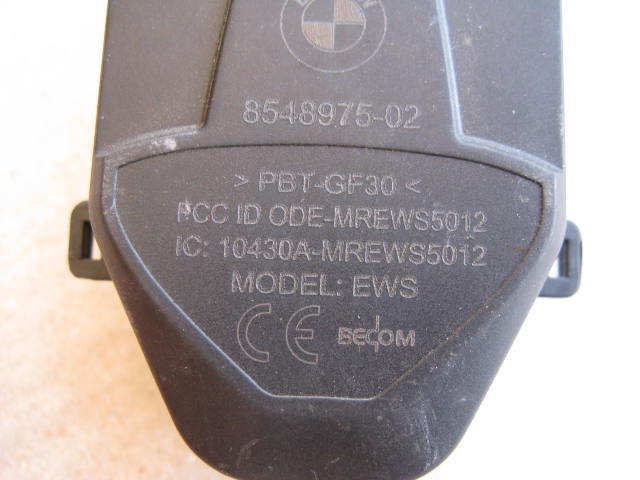 8548975-02
> PBT-GF30 <
FCC ID ODE-MREWS5012
IC: 10430A-MREWS5012
MODEL: EWS
CE BECOM